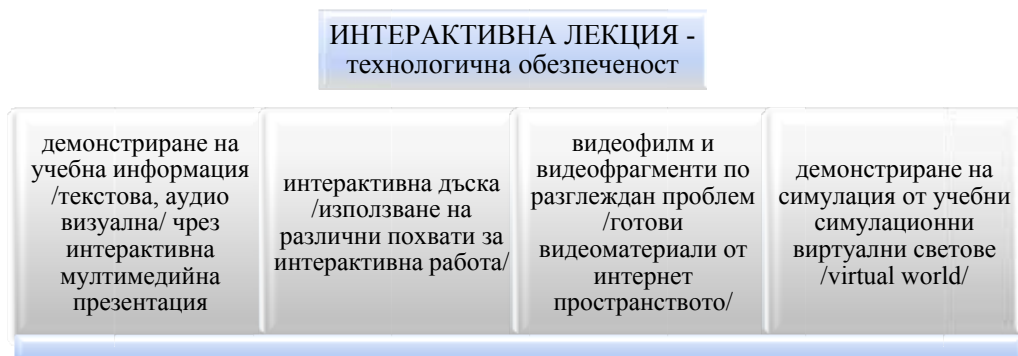 ИНТЕРАКТИВНА ЛЕКЦИЯ -
технологична обезпеченост
демонстриране на
учебна информация
/текстова, аудио
визуална/ чрез
интерактивна
мултимедийна
презентация
интерактивна дъска
/използване на
различни похвати за
интерактивна работа/
видеофилм и
видеофрагменти по
разглеждан проблем
/готови
видеоматериали от
интернет
пространството/
демонстриране на
симулация от учебни
симулационни
виртуални светове
/virtual world/